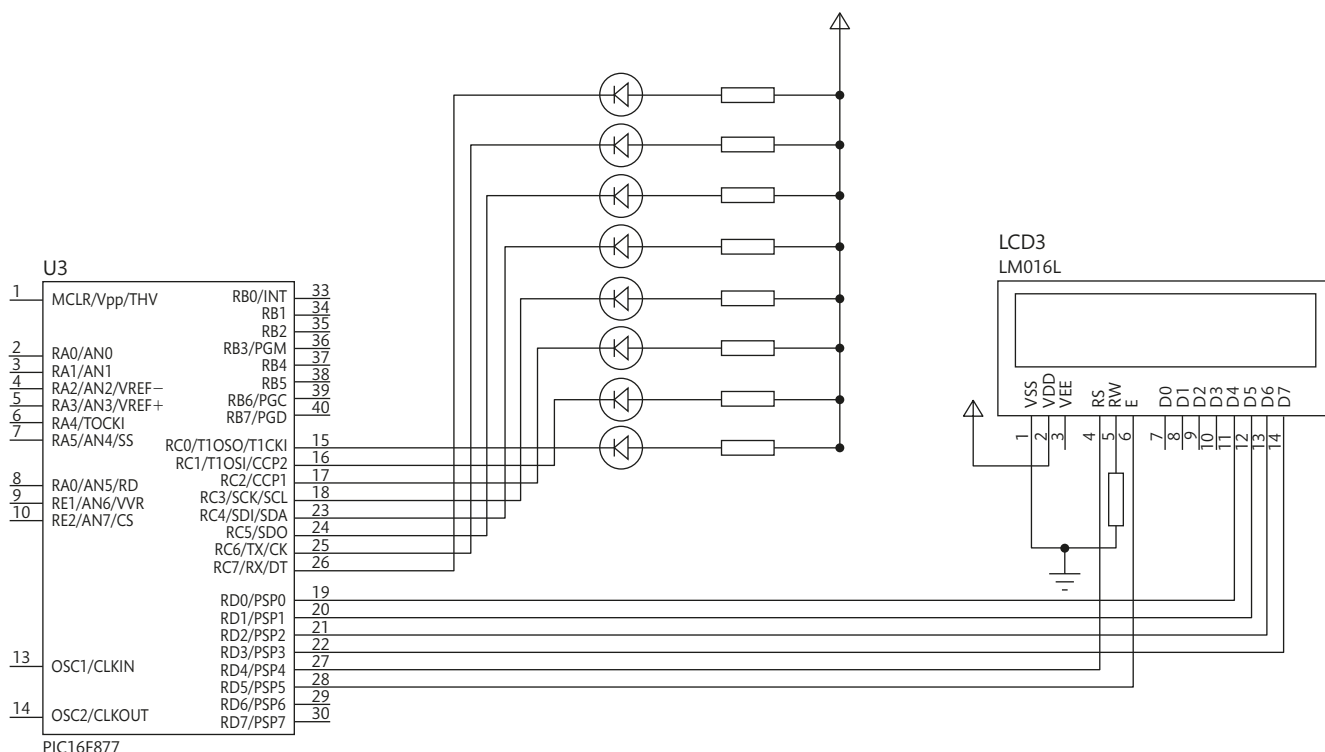 U3
1 MCLR/Vpp/THV
2 RA0/AN0
3 RA1/AN1
4 RA2/AN2/VREF−
5 RA3/AN3/VREF+
6 RA4/TOCKI
7 RA5/AN4/SS
8 RA0/AN5/RD
9 RE1/AN6/VVR
10 RE2/AN7/CS
13 OSC1/CLKIN
14 OSC2/CLKOUT
RB0/INT 33
RB1 34
RB2 35
RB3/PGM 36
RB4 37
RB5 38
RB6/PGC 39
RB7/PGD 40
RC0/T1OSO/T1CKI 15
RC1/T1OSI/CCP2 16
RC2/CCP1 17
RC3/SCK/SCL 18
RC4/SDI/SDA 23
RC5/SDO 24
RC6/TX/CK 25
RC7/RX/DT 26
RD0/PSP0 19
RD1/PSP1 20
RD2/PSP2 21
RD3/PSP3 22
RD4/PSP4 27
RD5/PSP5 28
RD6/PSP6 29
RD7/PSP7 30
PIC16F877
LCD3
LM016L
VSS VDD VEE RS RW E D0 D1 D2 D3 D4 D5 D6 D7
1 2 3 4 5 6 7 8 9 10 11 12 13 14